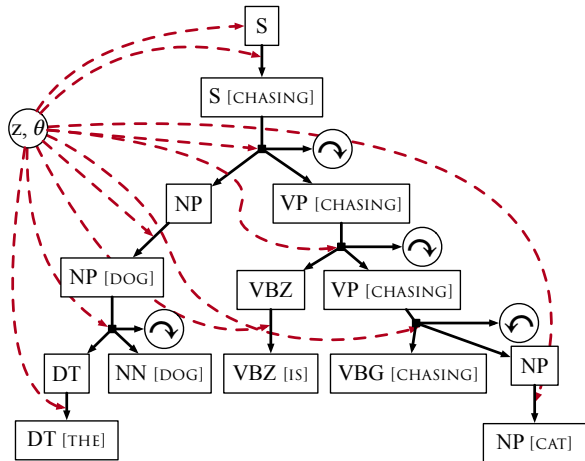 S
S [CHASING]
z, θ
NP
VP [CHASING]
NP [DOG]
VBZ
VP [CHASING]
DT
NN [DOG]
VBZ [IS]
VBG [CHASING]
NP
DT [THE]
NP [CAT]